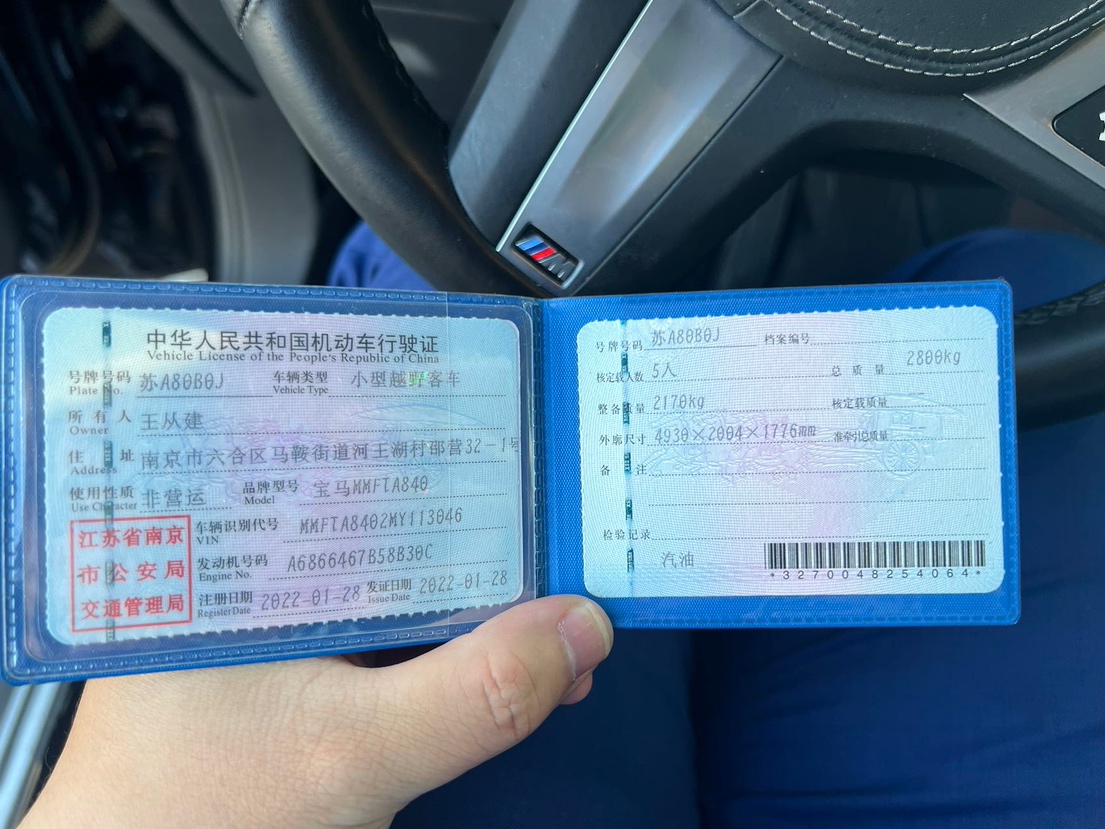 中华人民共和国机动车行驶证
Vehicle License of the People's Republic of China
号牌号码 苏A80B0J 车辆类型 小型越野客车
Plate No. Vehicle Type
所有人 王从建
Owner
住址 南京市六合区马鞍街道河王湖村邵营32-1号
Address
使用性质 非营运 品牌型号 宝马MMFTA840
Use Character Model
江苏省南京
市公安局
交通管理局
车辆识别代号 MMFTA8402MY113046
VIN
发动机号码 A6866467B58B30C
Engine No.
注册日期 2022-01-28 发证日期 2022-01-28
Register Date Issue Date
号牌号码 苏A80B0J 档案编号
核定载人数 5人 总质量 2800kg
整备质量 2170kg 核定载质量 --
外廓尺寸 4930×2004×1776mm 准牵引总质量 --
备注
检验记录
汽油
*3270048254064*
M